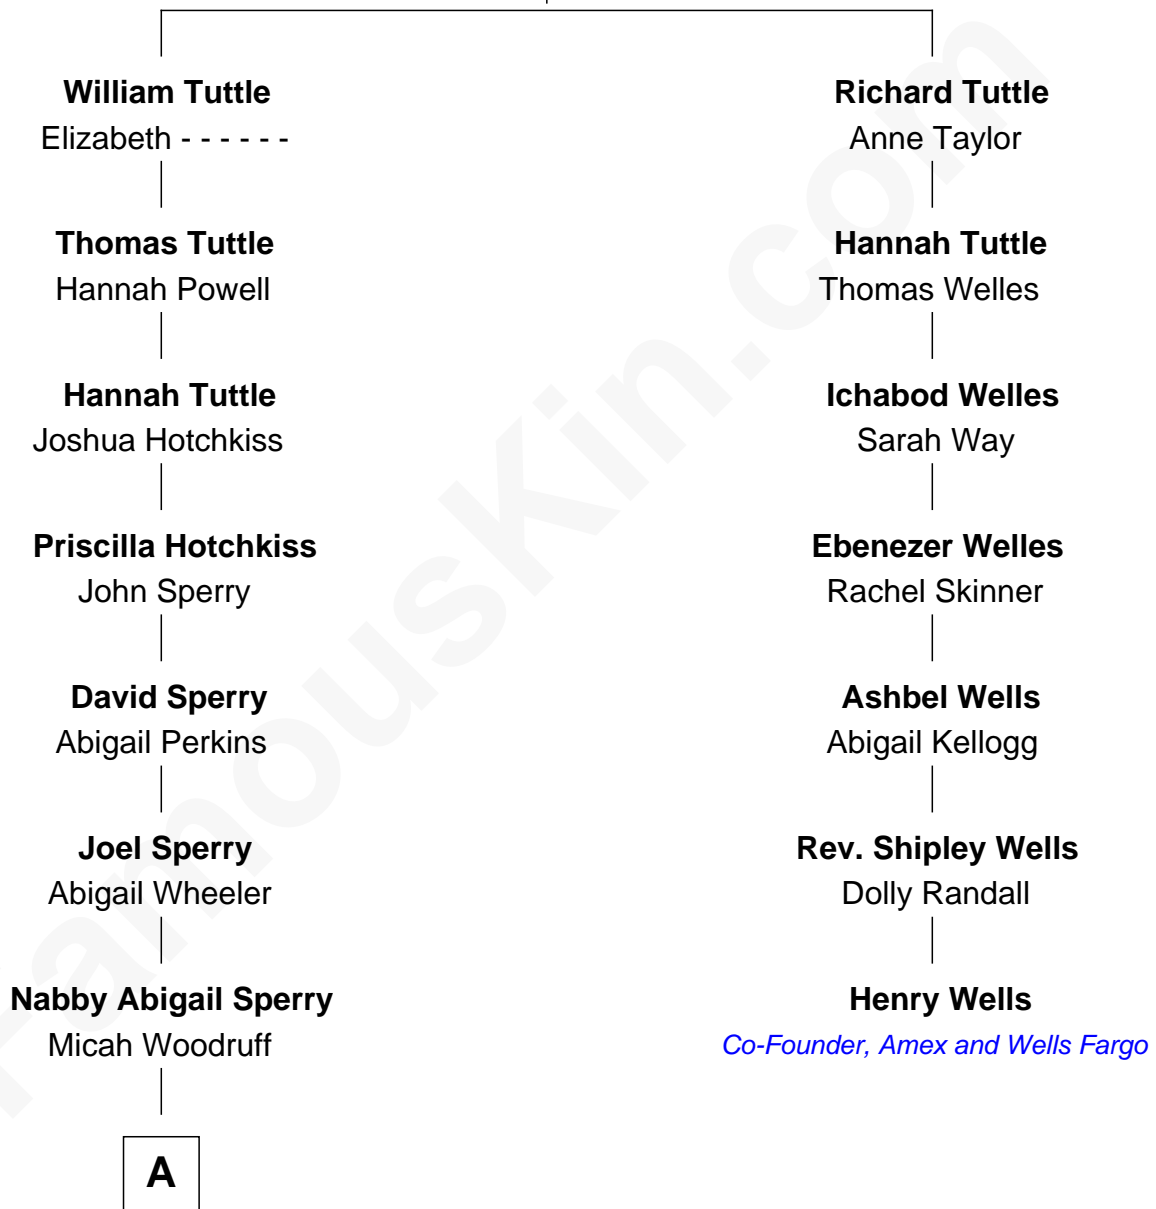 William Tuttle
Elizabeth - - - - - -
Thomas Tuttle
Hannah Powell
Hannah Tuttle
Joshua Hotchkiss
Priscilla Hotchkiss
John Sperry
David Sperry
Abigail Perkins
Joel Sperry
Abigail Wheeler
Nabby Abigail Sperry
Micah Woodruff
A
Richard Tuttle
Anne Taylor
Hannah Tuttle
Thomas Welles
Ichabod Welles
Sarah Way
Ebenezer Welles
Rachel Skinner
Ashbel Wells
Abigail Kellogg
Rev. Shipley Wells
Dolly Randall
Henry Wells
Co-Founder, Amex and Wells Fargo
FamousKin.com